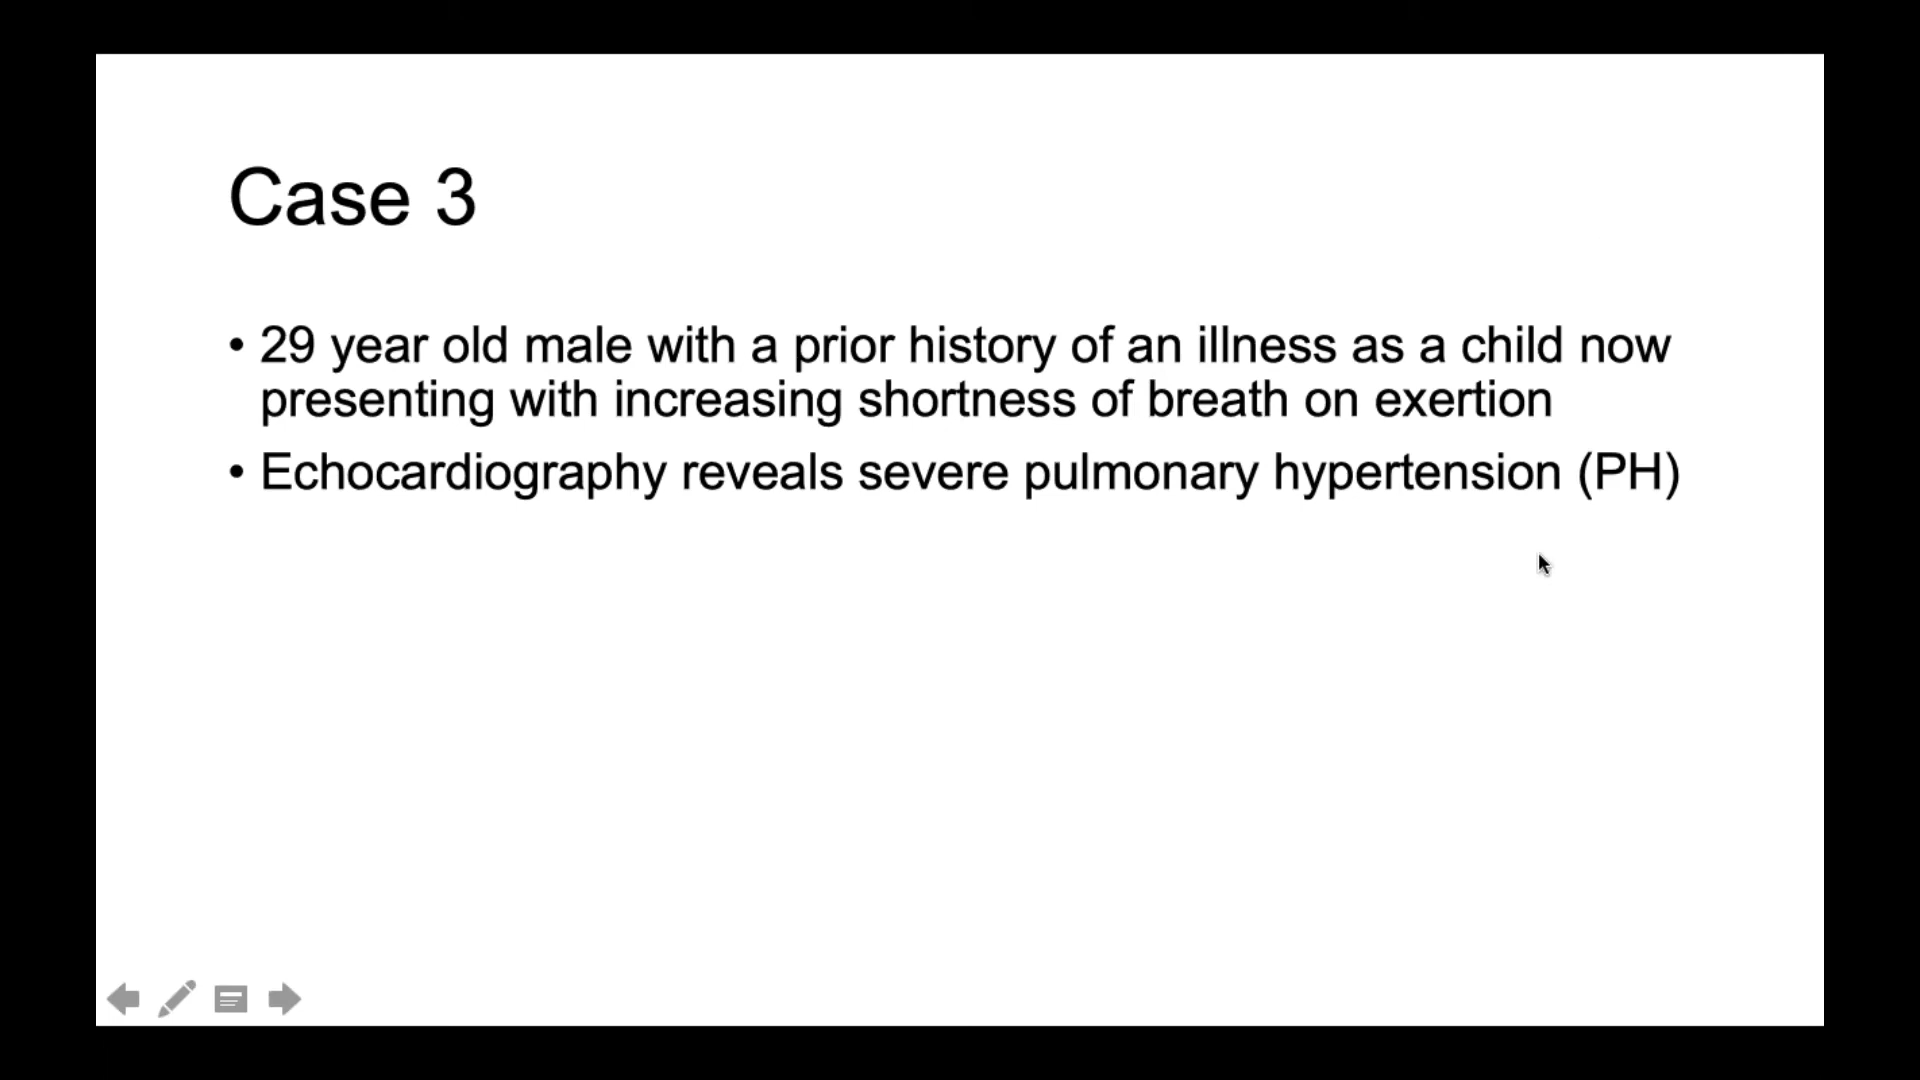 Case 3
• 29 year old male with a prior history of an illness as a child now
presenting with increasing shortness of breath on exertion
• Echocardiography reveals severe pulmonary hypertension (PH)